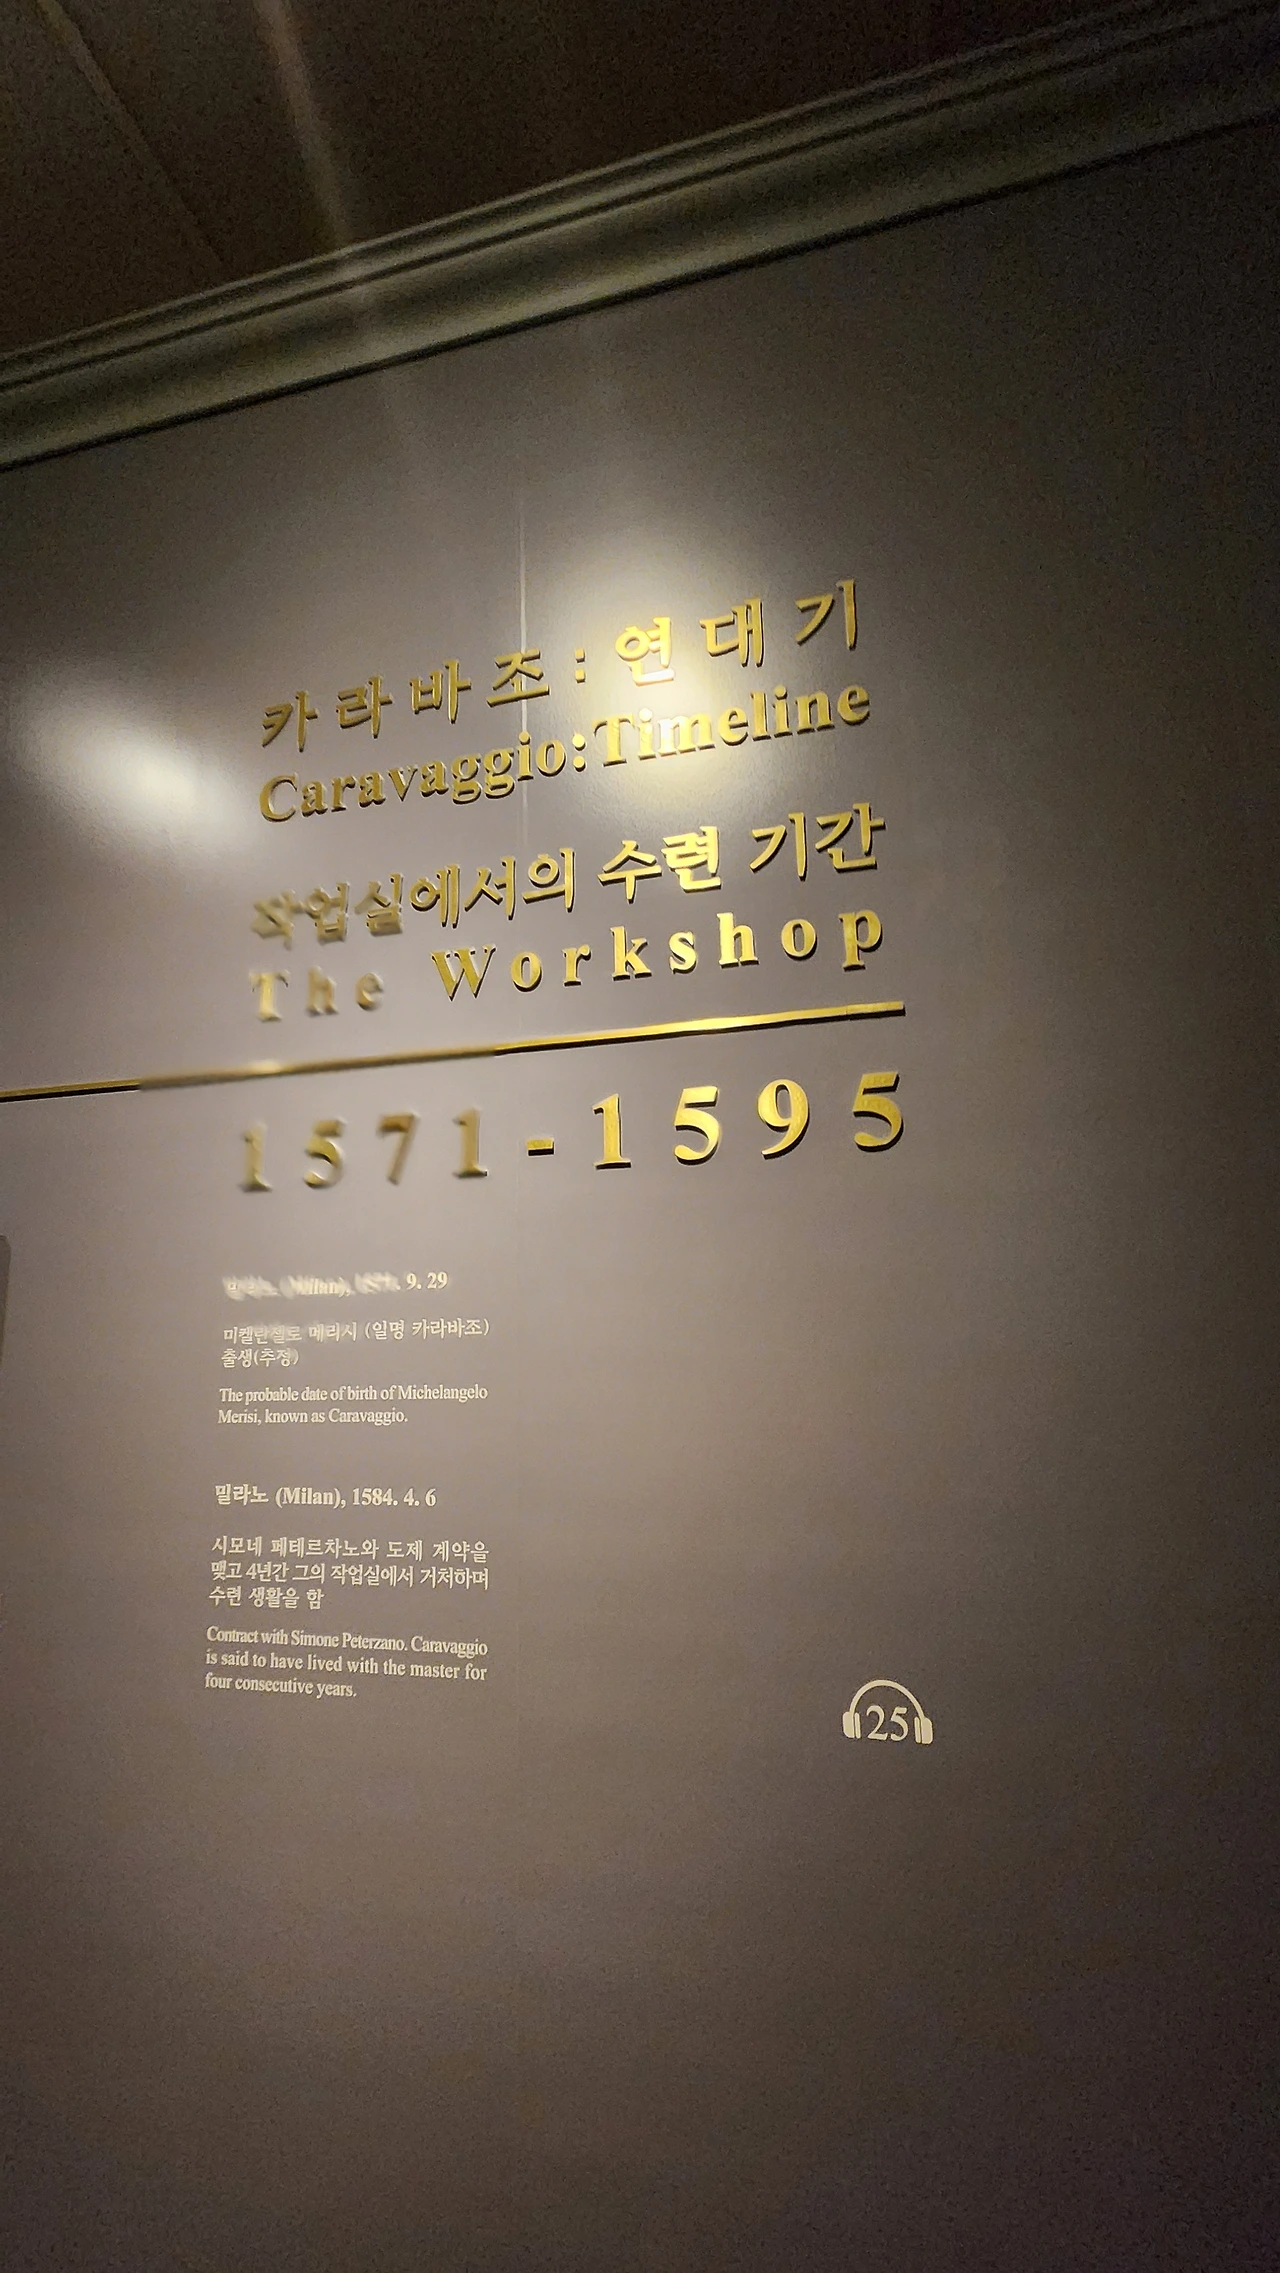 카라바조:연대기
Caravaggio:Timeline
작업실에서의 수련 기간
The Workshop
1571-1595
밀라노 (Milan), 1571. 9. 29
미켈란젤로 메리시 (일명 카라바조)
출생(추정)
The probable date of birth of Michelangelo
Merisi, known as Caravaggio.
밀라노 (Milan), 1584. 4. 6
시모네 페테르차노와 도제 계약을
맺고 4년간 그의 작업실에서 거처하며
수련 생활을 함
Contract with Simone Peterzano. Caravaggio
is said to have lived with the master for
four consecutive years.
25